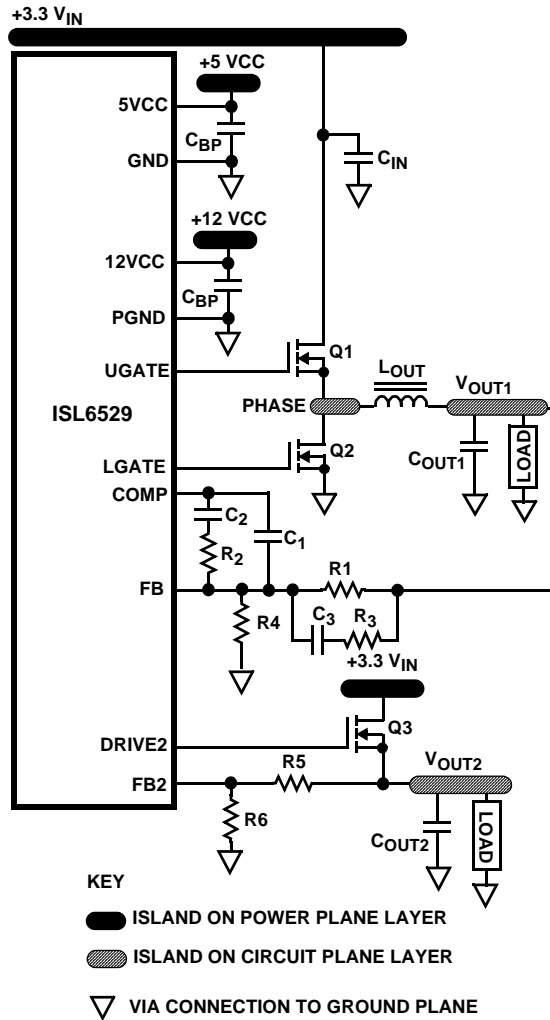 +3.3 VIN
+5 VCC
5VCC
CBP
GND
CIN
+12 VCC
12VCC
CBP
PGND
Q1
UGATE
LOUT
VOUT1
PHASE
ISL6529
Q2
COUT1
LOAD
LGATE
COMP
C2
C1
R2
R1
FB
C3
R3
R4
+3.3 VIN
Q3
DRIVE2
VOUT2
R5
FB2
R6
COUT2
LOAD
KEY
ISLAND ON POWER PLANE LAYER
ISLAND ON CIRCUIT PLANE LAYER
VIA CONNECTION TO GROUND PLANE